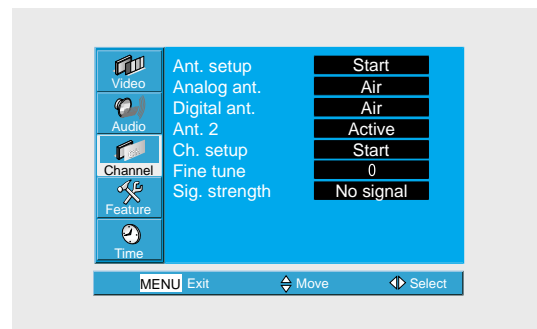 Video
Audio
Channel
Feature
Time
Ant. setup Start
Analog ant. Air
Digital ant. Air
Ant. 2 Active
Ch. setup Start
Fine tune 0
Sig. strength No signal
MENU Exit Move Select